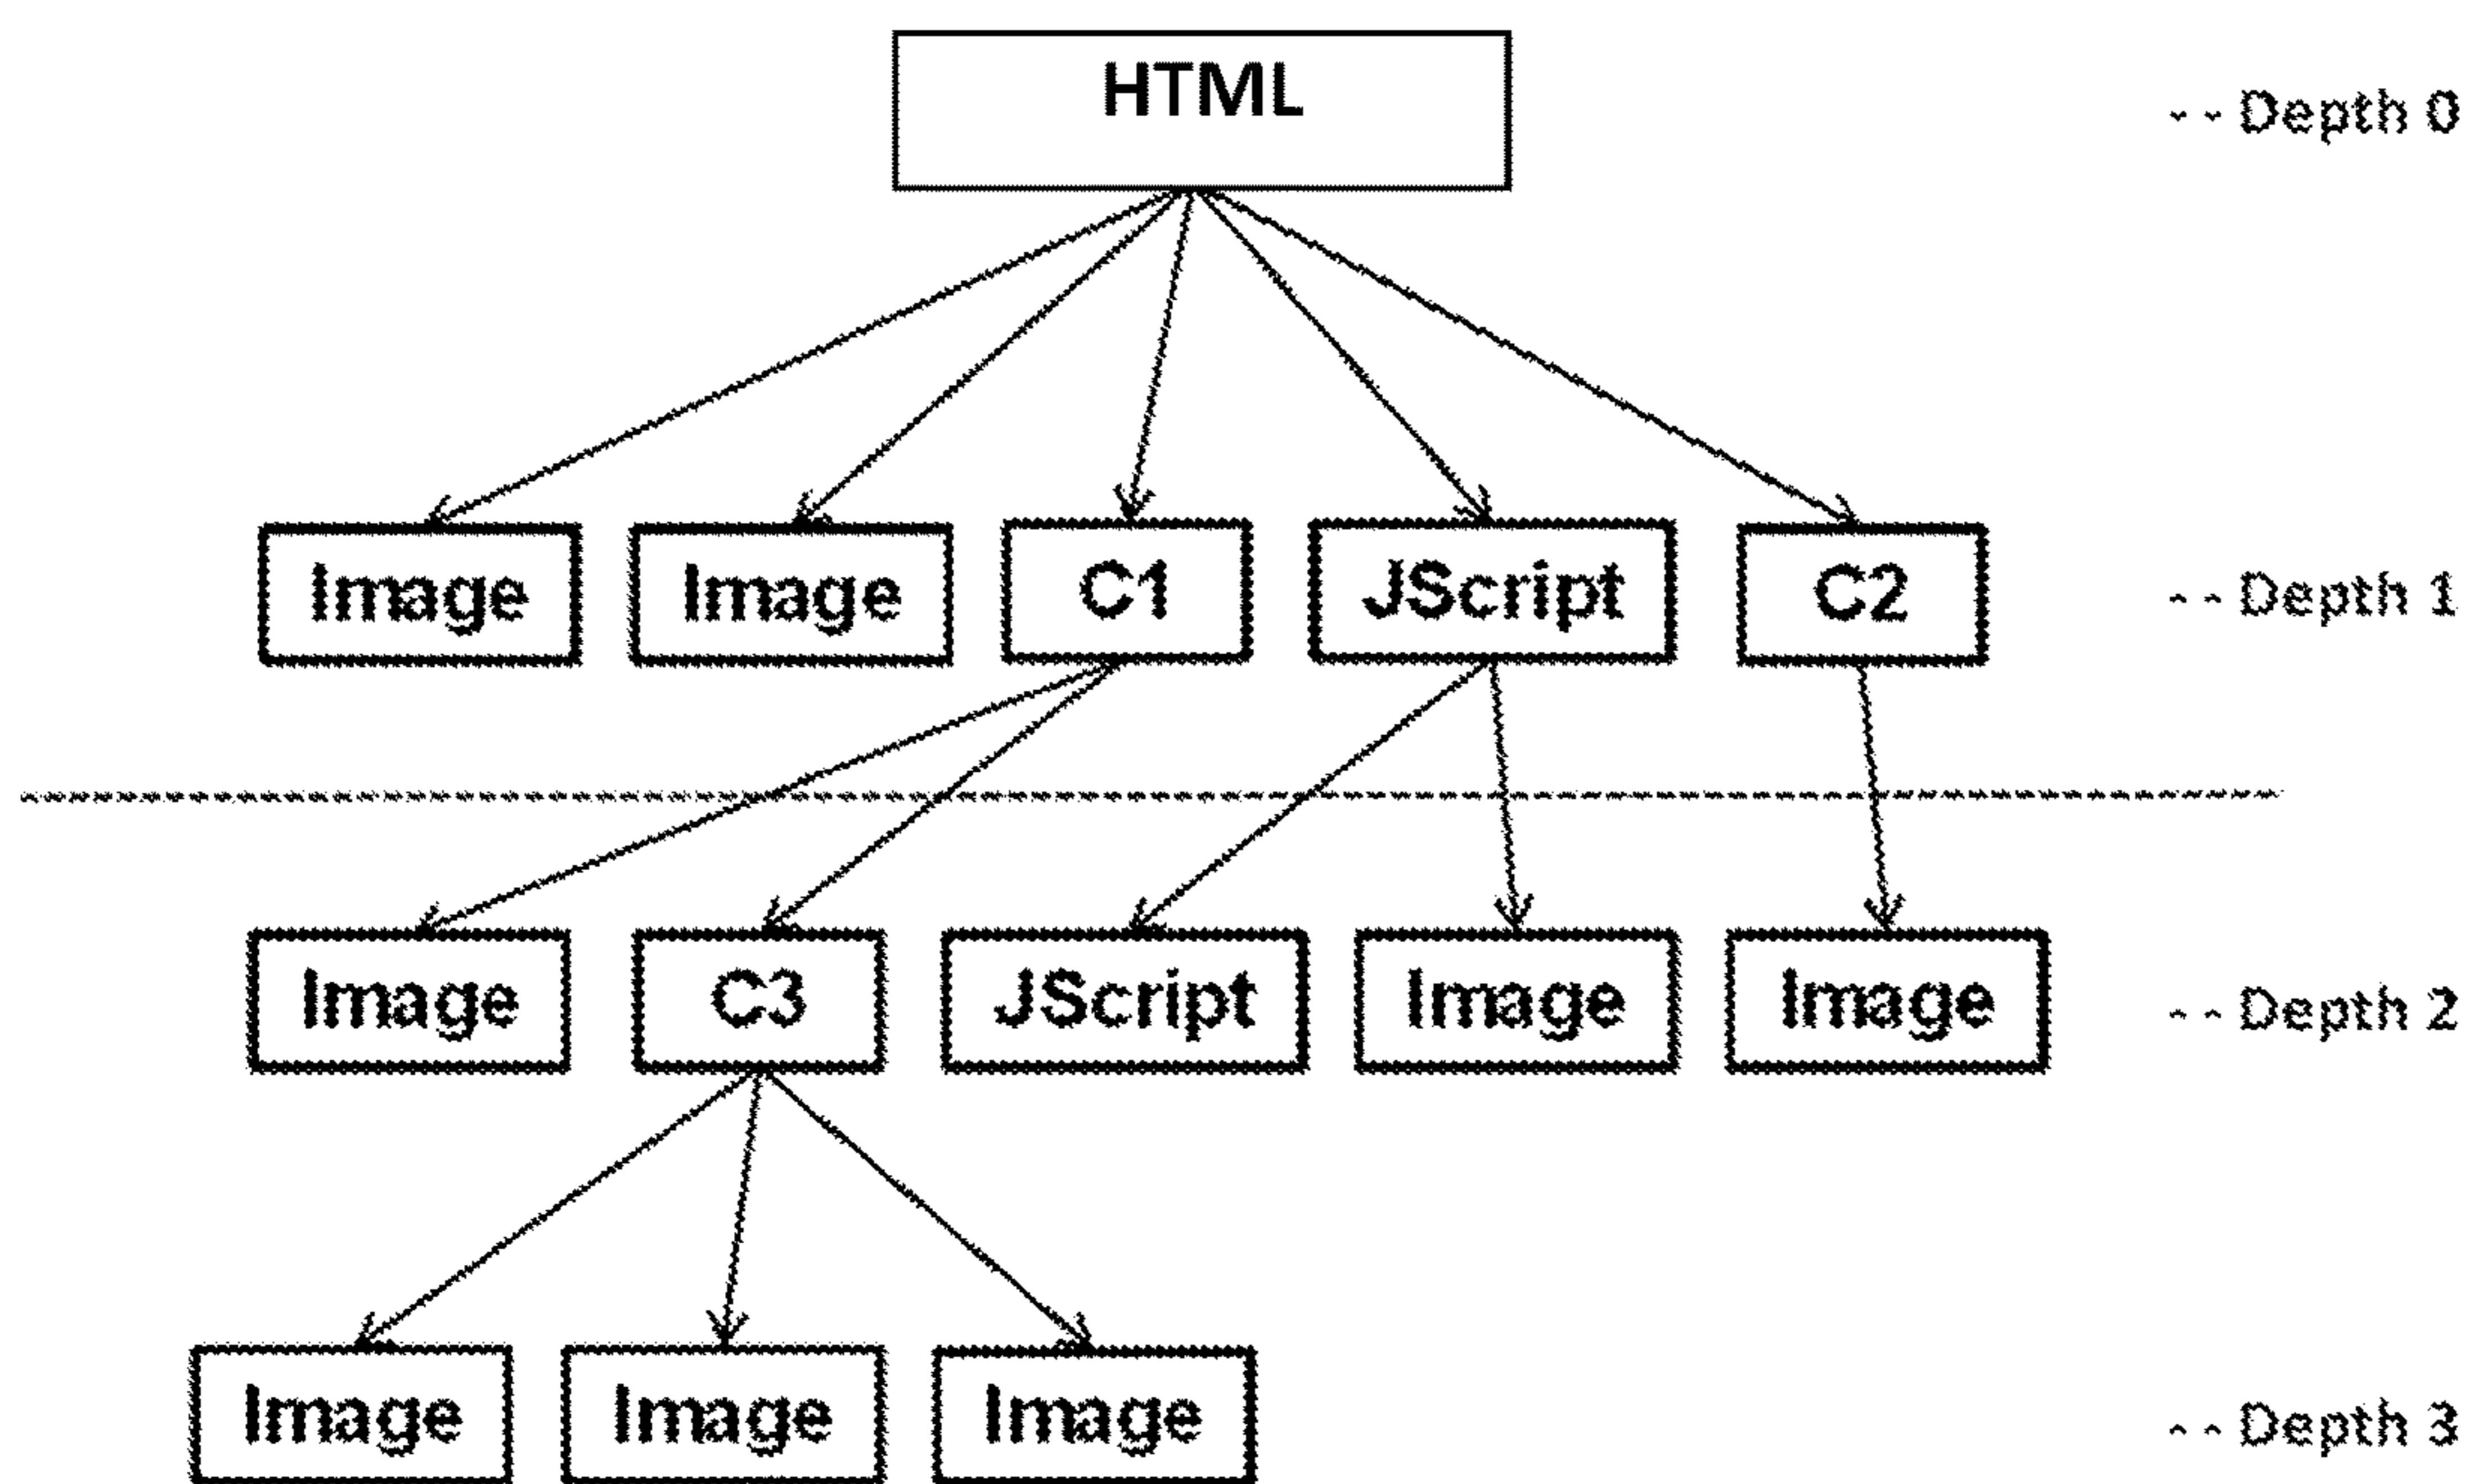 HTML
-- Depth 0
Image Image C1 JScript C2
-- Depth 1
Image C3 JScript Image Image
-- Depth 2
Image Image Image
-- Depth 3